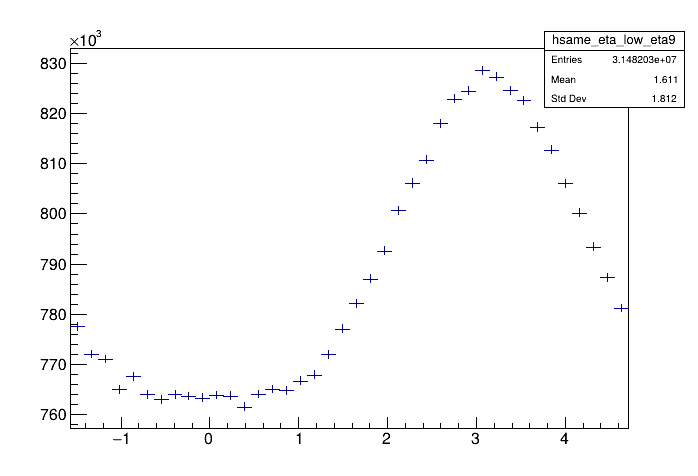 ×10³
hsame_eta_low_eta9
Entries 3.148203e+07
Mean 1.611
Std Dev 1.812
830
820
810
800
790
780
770
760
−1 0 1 2 3 4